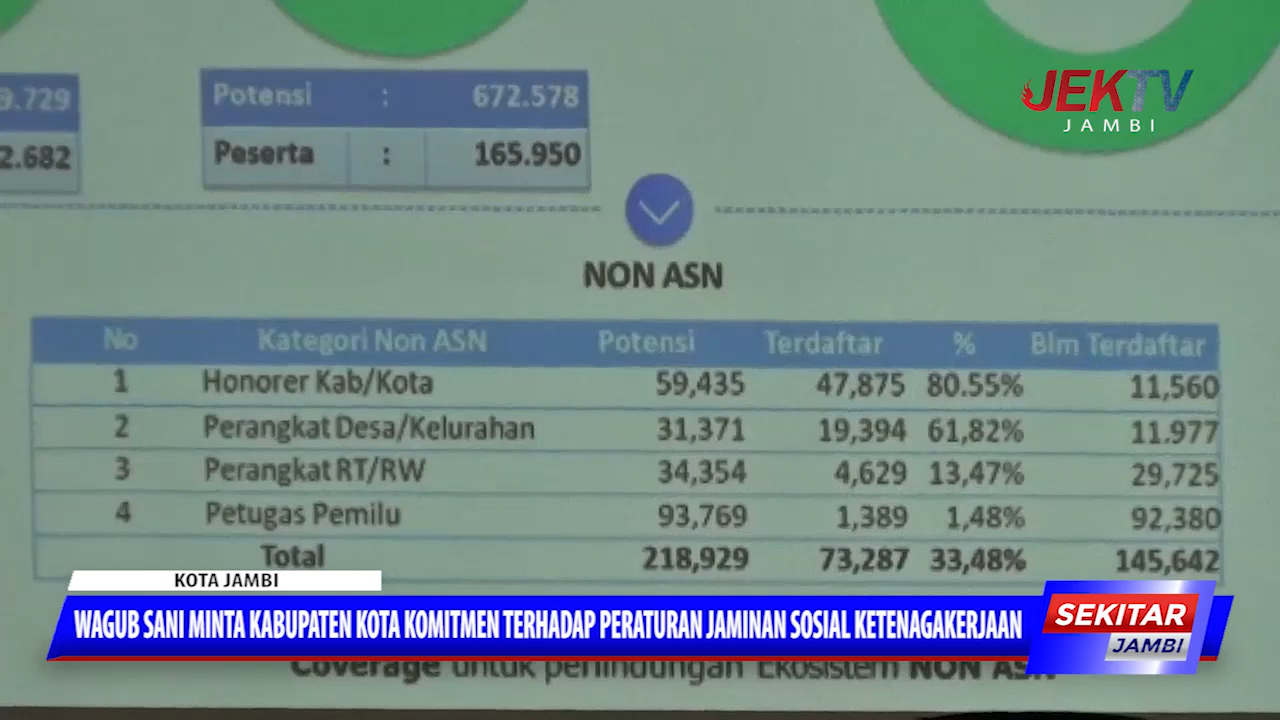 JEKTV
JAMBI
9.729
2.682
Potensi : 672.578
Peserta : 165.950
NON ASN
No Kategori Non ASN Potensi Terdaftar % Blm Terdaftar
1 Honorer Kab/Kota 59,435 47,875 80.55% 11,560
2 Perangkat Desa/Kelurahan 31,371 19,394 61,82% 11.977
3 Perangkat RT/RW 34,354 4,629 13,47% 29,725
4 Petugas Pemilu 93,769 1,389 1,48% 92,380
Total 218,929 73,287 33,48% 145,642
KOTA JAMBI
WAGUB SANI MINTA KABUPATEN KOTA KOMITMEN TERHADAP PERATURAN JAMINAN SOSIAL KETENAGAKERJAAN
SEKITAR
JAMBI
Coverage untuk perlindungan Ekosistem NON ASN